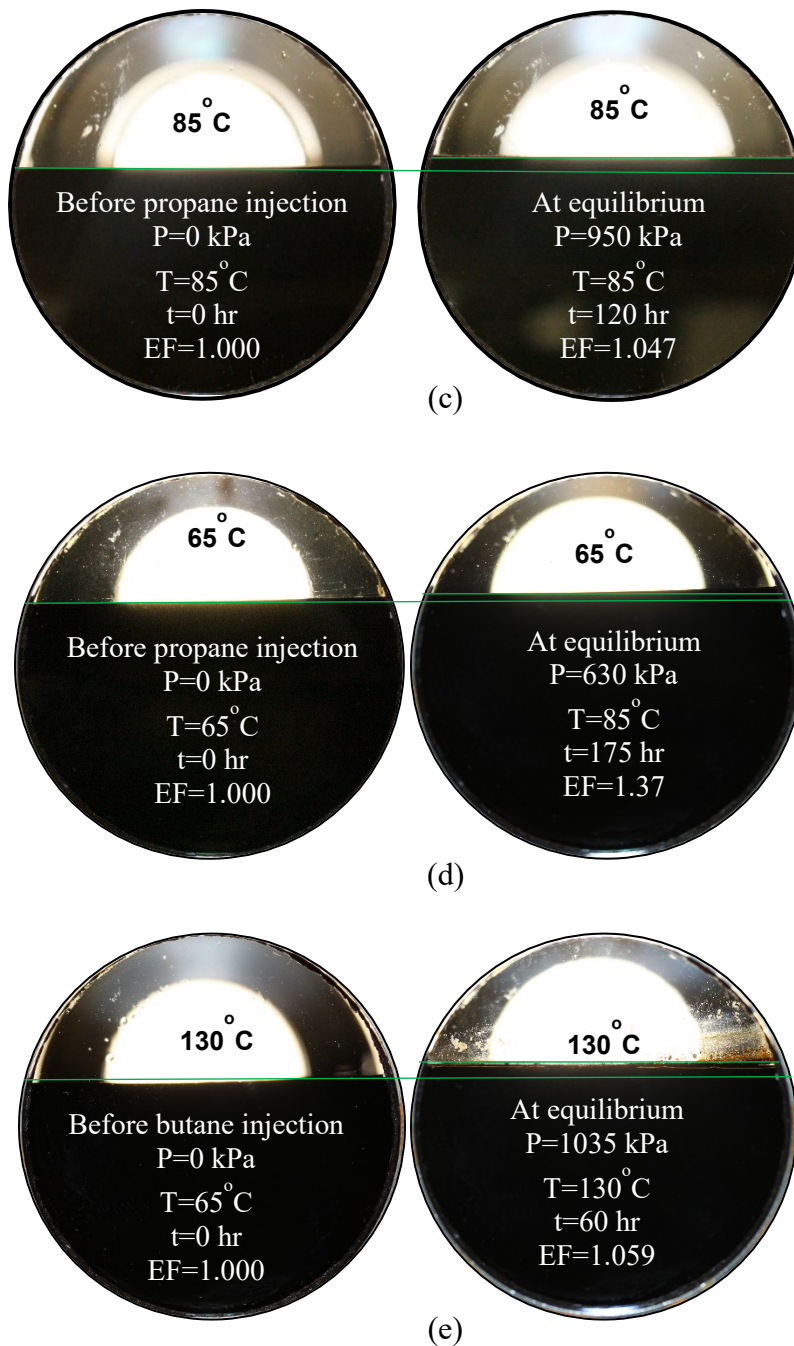 85°C
Before propane injection
P=0 kPa
T=85°C
t=0 hr
EF=1.000
85°C
At equilibrium
P=950 kPa
T=85°C
t=120 hr
EF=1.047
(c)
65°C
Before propane injection
P=0 kPa
T=65°C
t=0 hr
EF=1.000
65°C
At equilibrium
P=630 kPa
T=85°C
t=175 hr
EF=1.37
(d)
130°C
Before butane injection
P=0 kPa
T=65°C
t=0 hr
EF=1.000
130°C
At equilibrium
P=1035 kPa
T=130°C
t=60 hr
EF=1.059
(e)